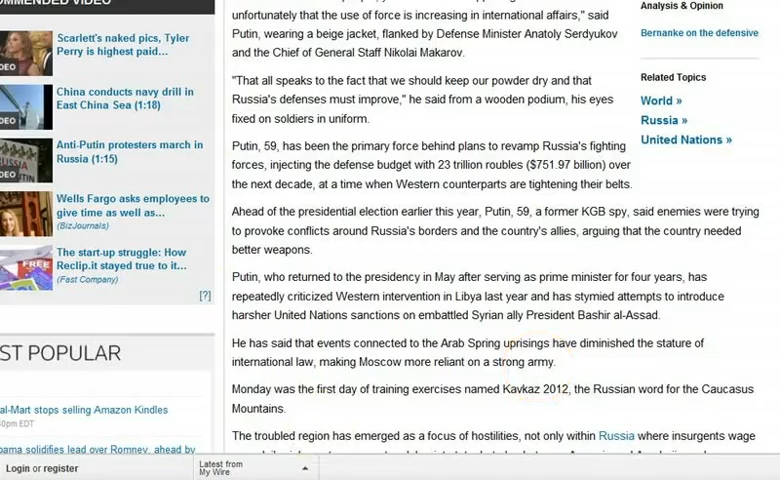 unfortunately that the use of force is increasing in international affairs," said
Putin, wearing a beige jacket, flanked by Defense Minister Anatoly Serdyukov
and the Chief of General Staff Nikolai Makarov.
"That all speaks to the fact that we should keep our powder dry and that
Russia's defenses must improve," he said from a wooden podium, his eyes
fixed on soldiers in uniform.
Putin, 59, has been the primary force behind plans to revamp Russia's fighting
forces, injecting the defense budget with 23 trillion roubles ($751.97 billion) over
the next decade, at a time when Western counterparts are tightening their belts.
Ahead of the presidential election earlier this year, Putin, 59, a former KGB spy, said enemies were trying
to provoke conflicts around Russia's borders and the country's allies, arguing that the country needed
better weapons.
Putin, who returned to the presidency in May after serving as prime minister for four years, has
repeatedly criticized Western intervention in Libya last year and has stymied attempts to introduce
harsher United Nations sanctions on embattled Syrian ally President Bashir al-Assad.
He has said that events connected to the Arab Spring uprisings have diminished the stature of
international law, making Moscow more reliant on a strong army.
Monday was the first day of training exercises named Kavkaz 2012, the Russian word for the Caucasus
Mountains.
The troubled region has emerged as a focus of hostilities, not only within Russia where insurgents wage
Analysis & Opinion
Bernanke on the defensive
Related Topics
World »
Russia »
United Nations »
Scarlett's naked pics, Tyler
Perry is highest paid...
DEO
China conducts navy drill in
East China Sea (1:18)
DEO
Anti-Putin protesters march in
Russia (1:15)
RUSSIA
DEO
Wells Fargo asks employees to
give time as well as...
(BizJournals)
The start-up struggle: How
Reclip.it stayed true to it...
(Fast Company)
FREE
[?]
ST POPULAR
al-Mart stops selling Amazon Kindles
0pm EDT
bama solidifies lead over Romney, ahead by
Login or register
Latest from
My Wire